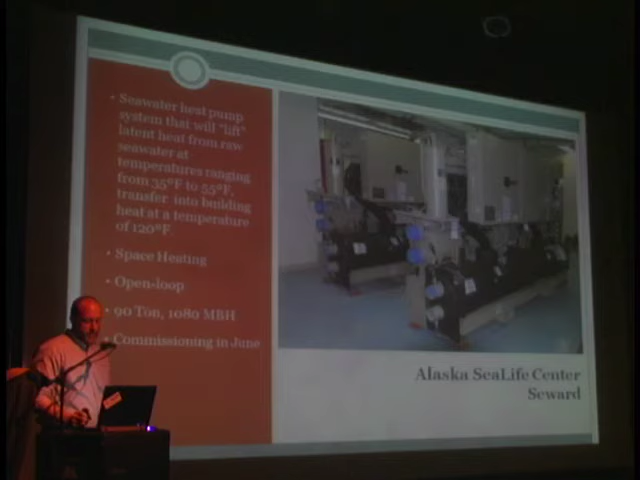 • Seawater heat pump
system that will "lift"
latent heat from raw
seawater at
temperatures ranging
from 35°F to 55°F,
transfer into building
heat at a temperature
of 120°F.
• Space Heating
• Open-loop
• 90 Ton, 1080 MBH
• Commissioning in June
Alaska SeaLife Center
Seward